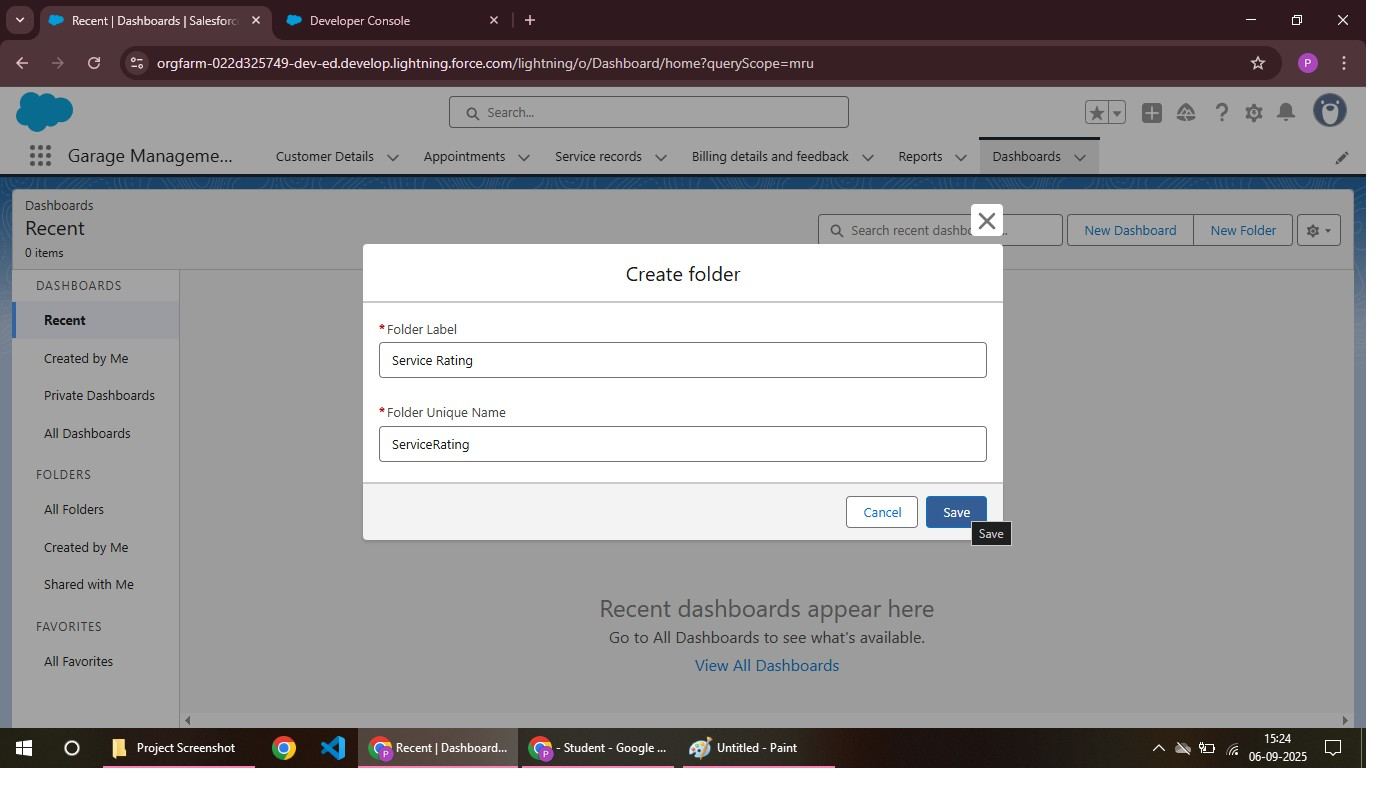 Recent | Dashboards | Salesforc
Developer Console
orgfarm-022d325749-dev-ed.develop.lightning.force.com/lightning/o/Dashboard/home?queryScope=mru
P
Search...
Garage Manageme...
Customer Details
Appointments
Service records
Billing details and feedback
Reports
Dashboards
Dashboards
Recent
0 items
Search recent dashb
New Dashboard
New Folder
DASHBOARDS
Recent
Created by Me
Private Dashboards
All Dashboards
FOLDERS
All Folders
Created by Me
Shared with Me
FAVORITES
All Favorites
Create folder
*Folder Label
Service Rating
*Folder Unique Name
ServiceRating
Cancel
Save
Save
Recent dashboards appear here
Go to All Dashboards to see what's available.
View All Dashboards
Project Screenshot
P
Recent | Dashboard...
P
- Student - Google ...
Untitled - Paint
15:24
06-09-2025